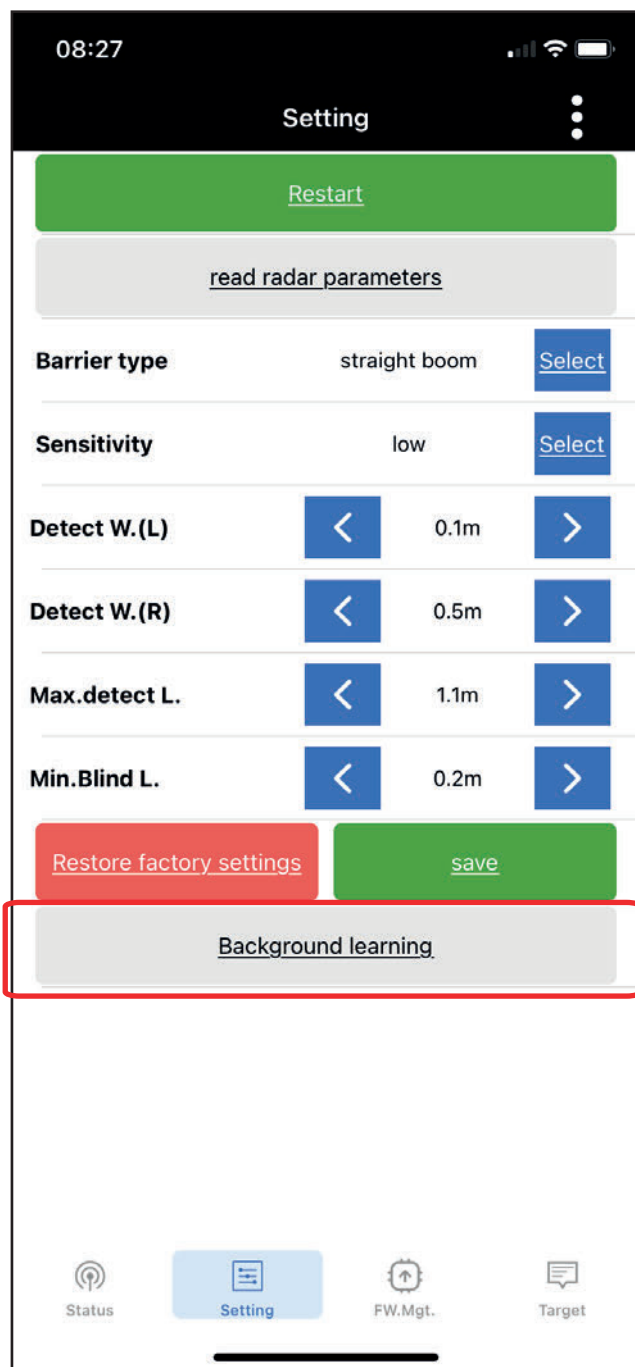 08:27
Setting
Restart
read radar parameters
Barrier type straight boom Select
Sensitivity low Select
Detect W.(L) 0.1m
Detect W.(R) 0.5m
Max.detect L. 1.1m
Min.Blind L. 0.2m
Restore factory settings save
Background learning
Status Setting FW.Mgt. Target